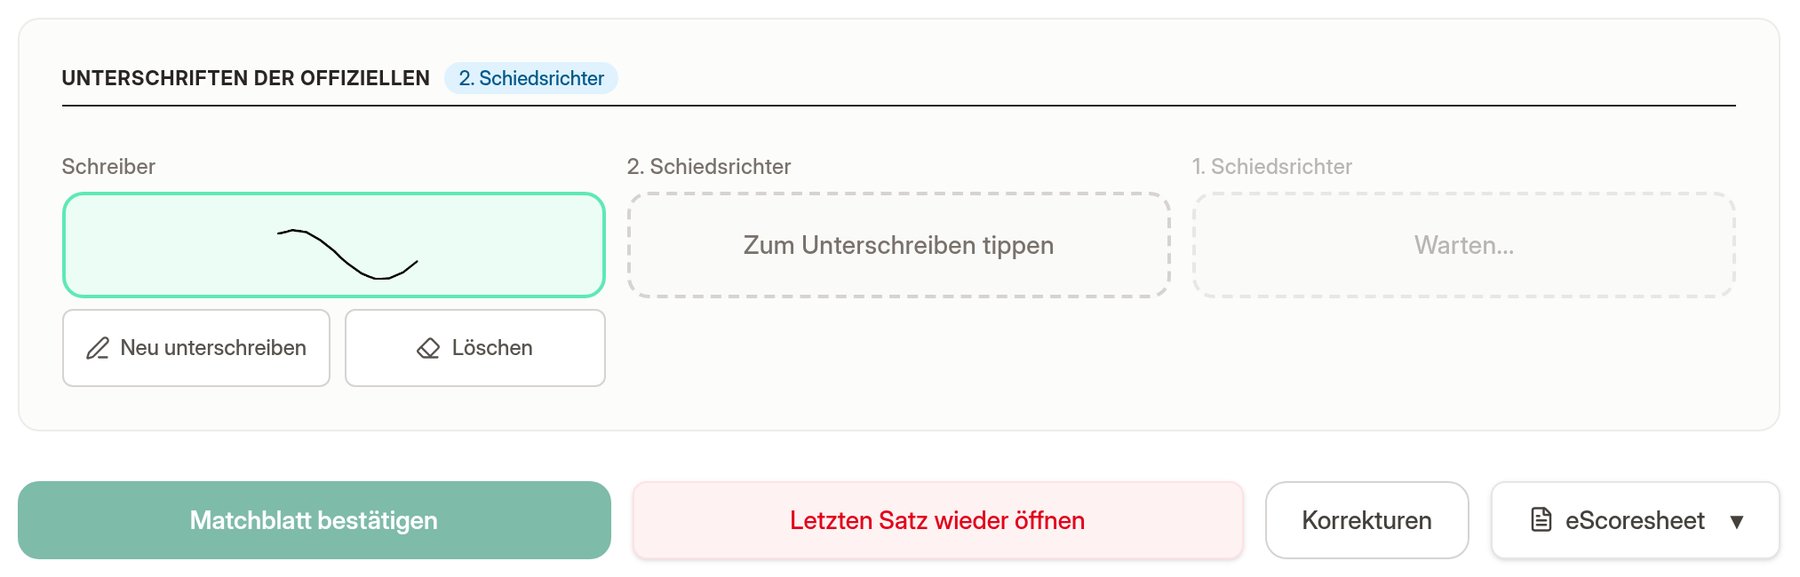 UNTERSCHRIFTEN DER OFFIZIELLEN 2. Schiedsrichter
Schreiber 2. Schiedsrichter 1. Schiedsrichter
Zum Unterschreiben tippen Warten...
Neu unterschreiben Löschen
Matchblatt bestätigen Letzten Satz wieder öffnen Korrekturen eScoresheet ▼